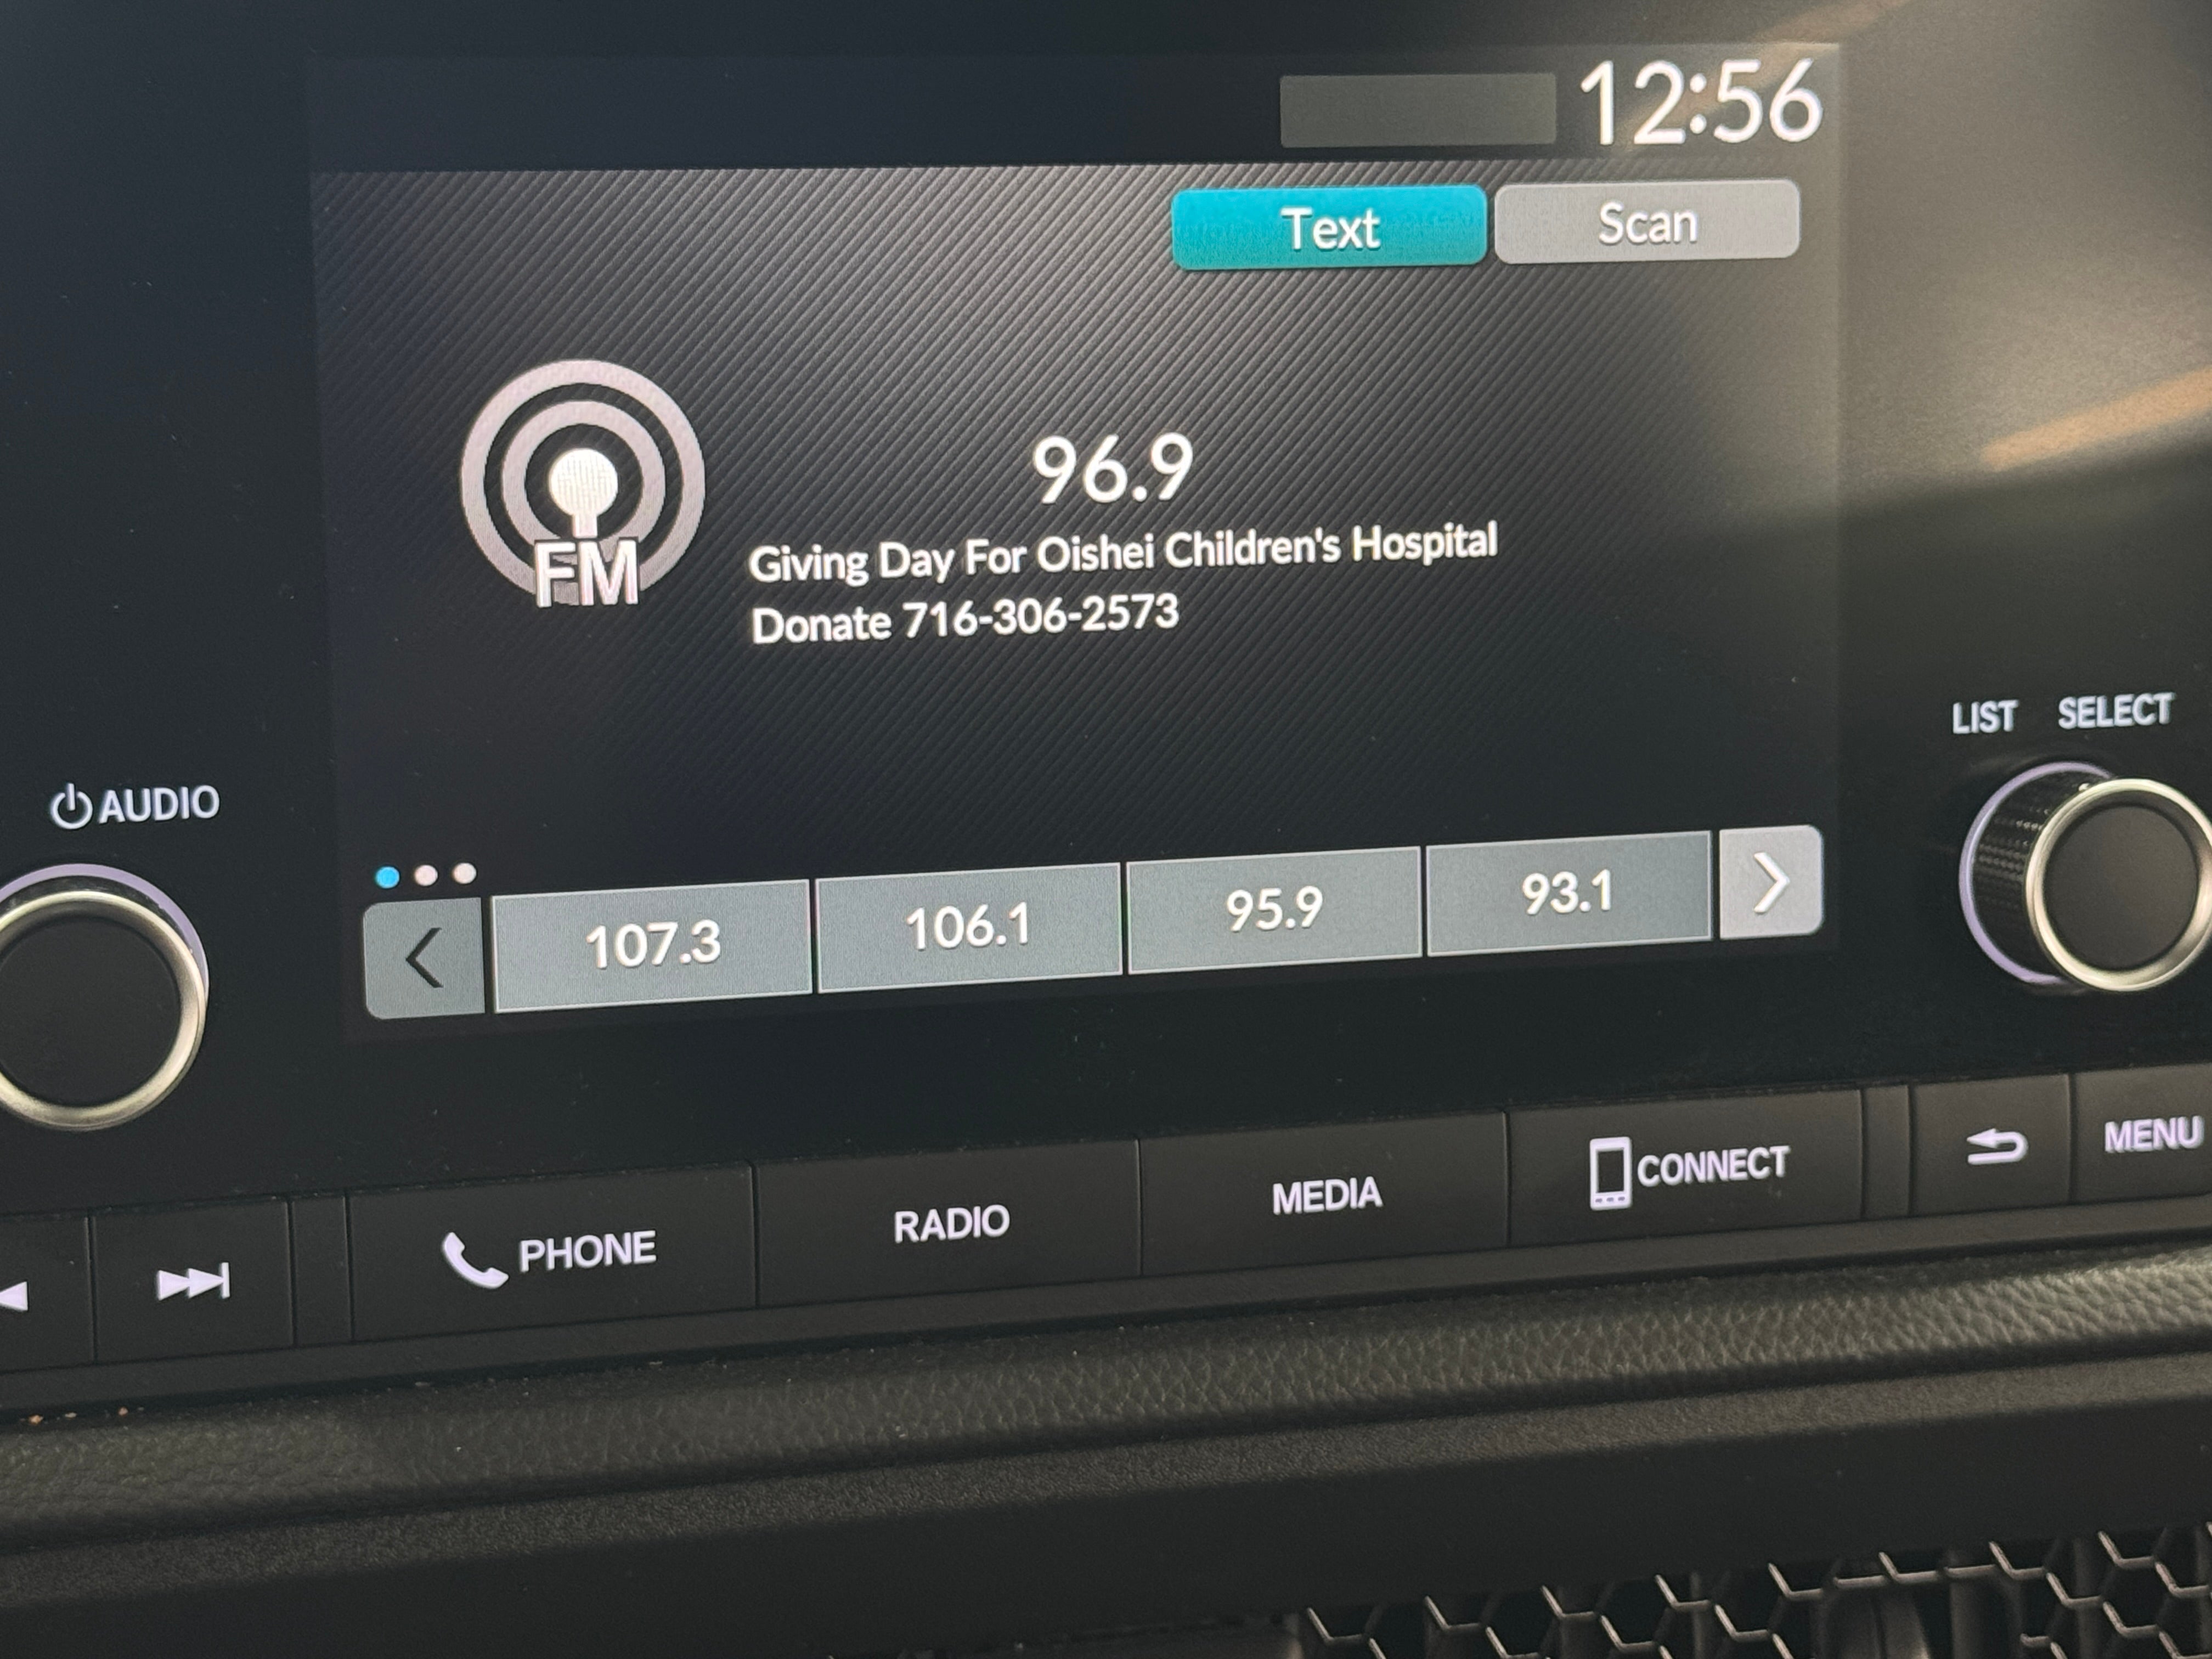 12:56
Text Scan
FM
96.9
Giving Day For Oishei Children's Hospital
Donate 716-306-2573
LIST SELECT
AUDIO
107.3 106.1 95.9 93.1
PHONE RADIO MEDIA CONNECT MENU